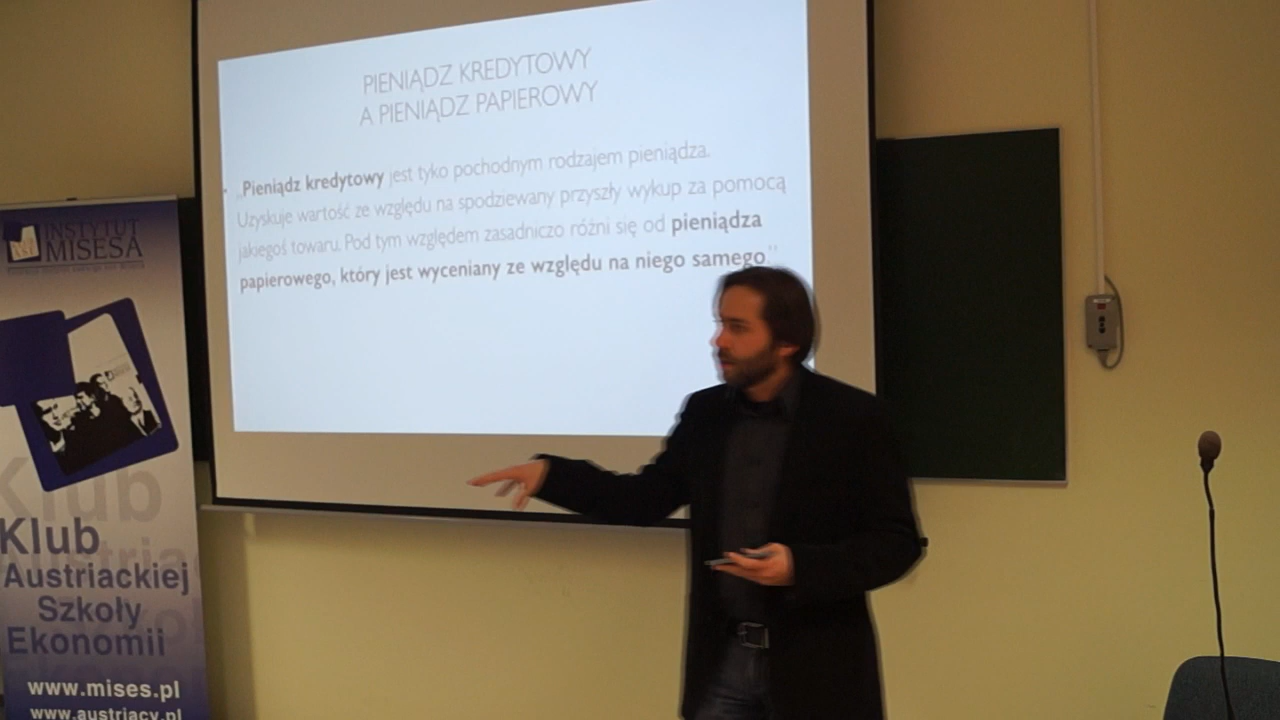 PIENIĄDZ KREDYTOWY
A PIENIĄDZ PAPIEROWY
• „Pieniądz kredytowy jest tyko pochodnym rodzajem pieniądza.
Uzyskuje wartość ze względu na spodziewany przyszły wykup za pomocą
jakiegoś towaru. Pod tym względem zasadniczo różni się od pieniądza
papierowego, który jest wyceniany ze względu na niego samego.”
INSTYTUT
MISESA
Klub
Klub
Austriackiej
Szkoły
Ekonomii
www.mises.pl
www.austriacy.pl